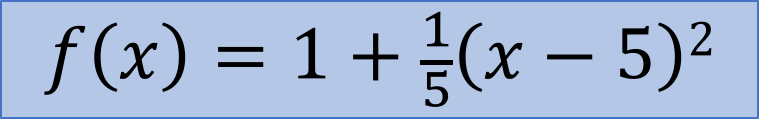 f(x) = 1 + 1/5(x − 5)²